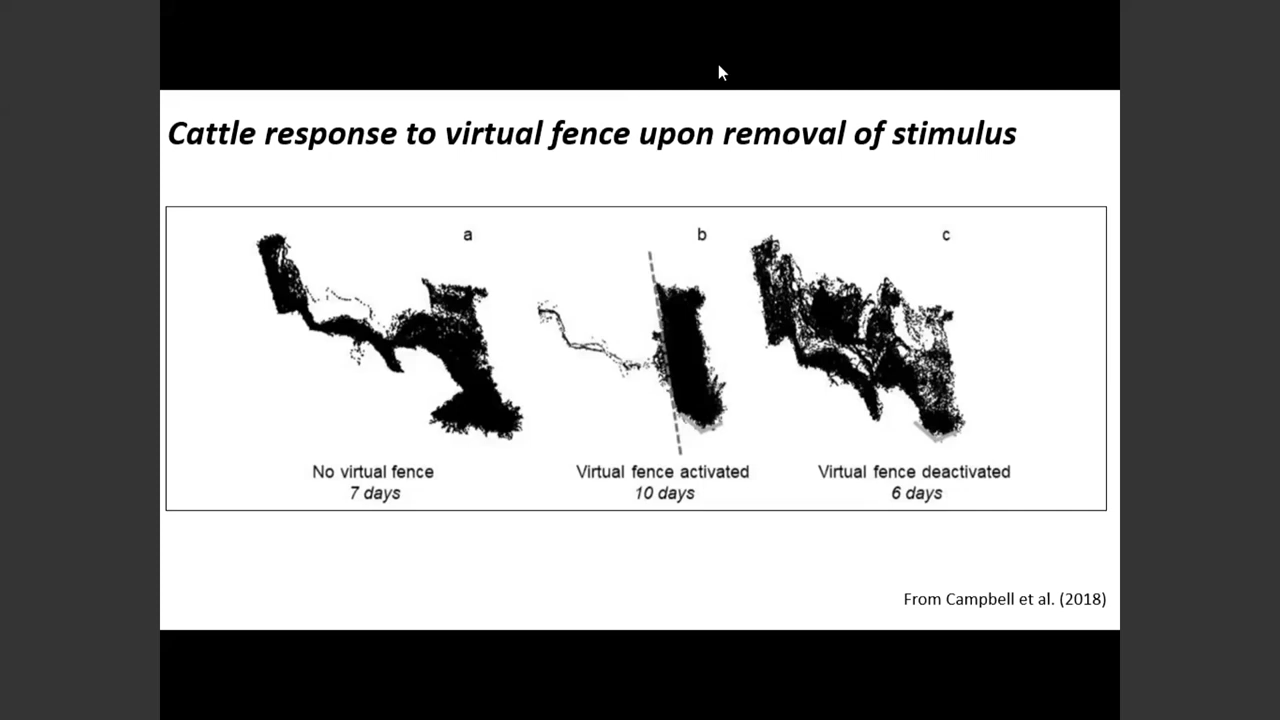 Cattle response to virtual fence upon removal of stimulus
a
b
c
No virtual fence
7 days
Virtual fence activated
10 days
Virtual fence deactivated
6 days
From Campbell et al. (2018)